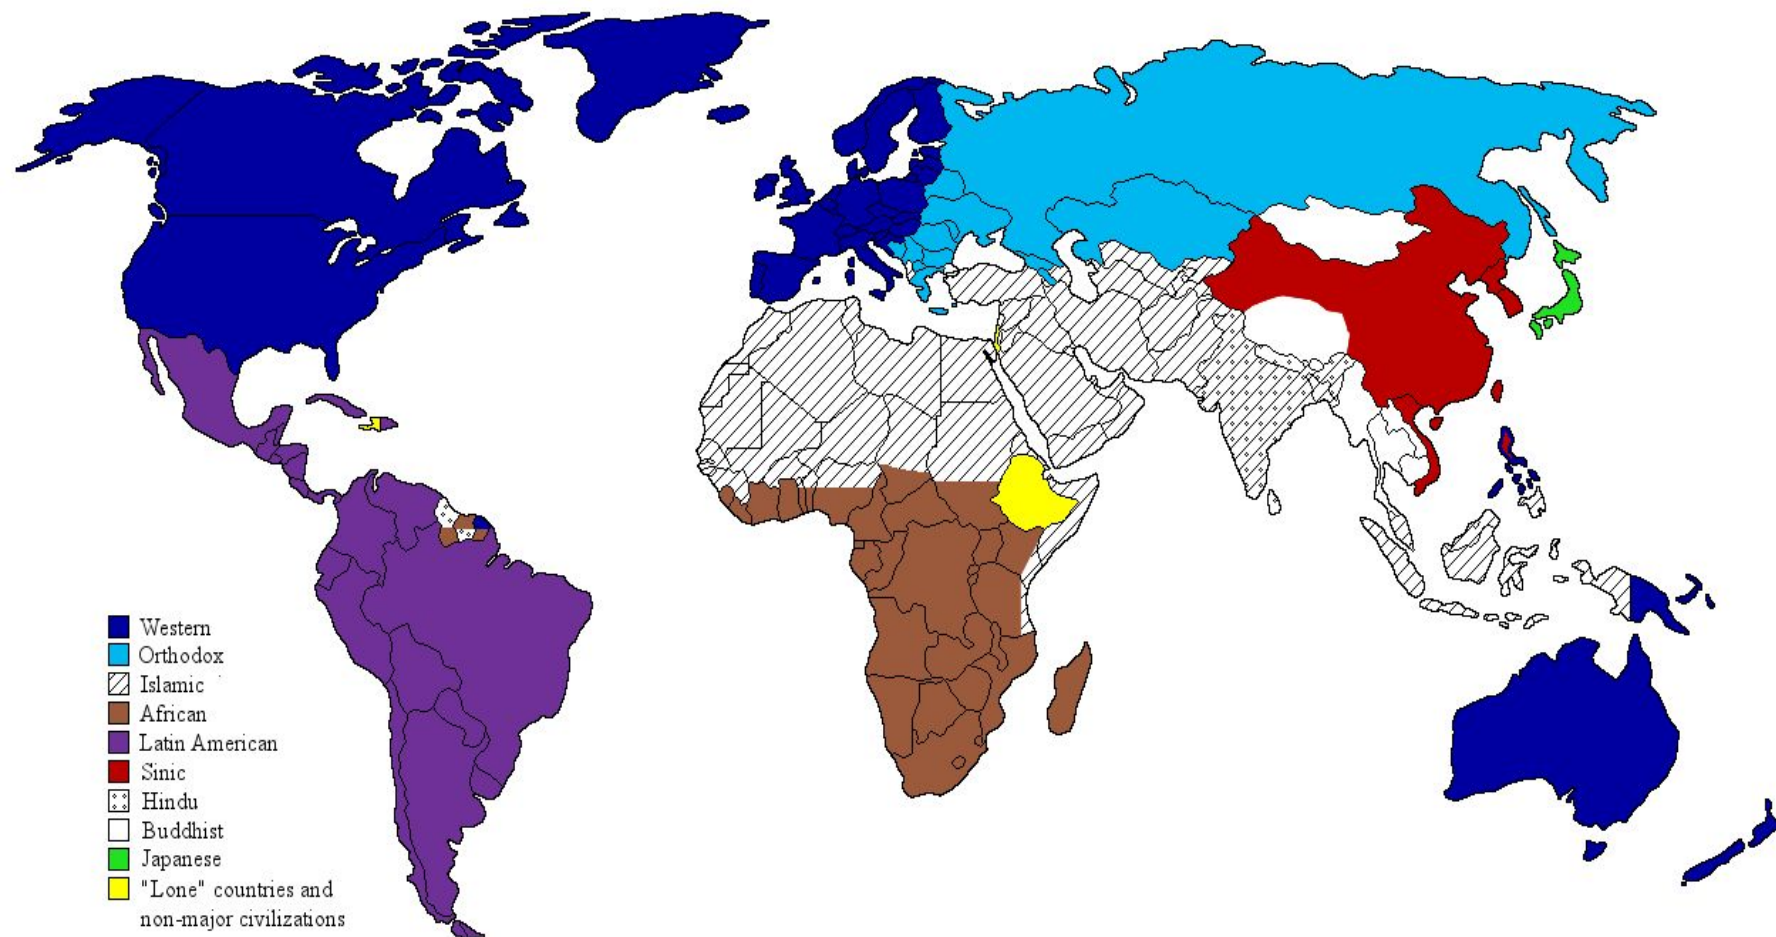 Western
Orthodox
Islamic
African
Latin American
Sinic
Hindu
Buddhist
Japanese
"Lone" countries and
non-major civilizations